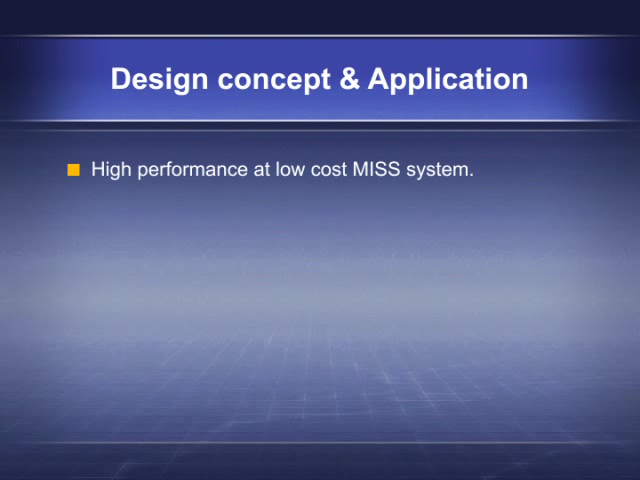 Design concept & Application
High performance at low cost MISS system.